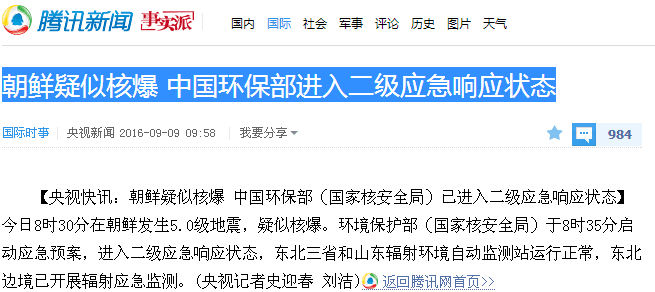 腾讯新闻 事实派 国内 国际 社会 军事 评论 历史 图片 天气
朝鲜疑似核爆 中国环保部进入二级应急响应状态
国际时事 央视新闻 2016-09-09 09:58 我要分享 984
【央视快讯：朝鲜疑似核爆 中国环保部（国家核安全局）已进入二级应急响应状态】
今日8时30分在朝鲜发生5.0级地震，疑似核爆。环境保护部（国家核安全局）于8时35分启
动应急预案，进入二级应急响应状态，东北三省和山东辐射环境自动监测站运行正常，东北
边境已开展辐射应急监测。(央视记者史迎春 刘洁) 返回腾讯网首页>>